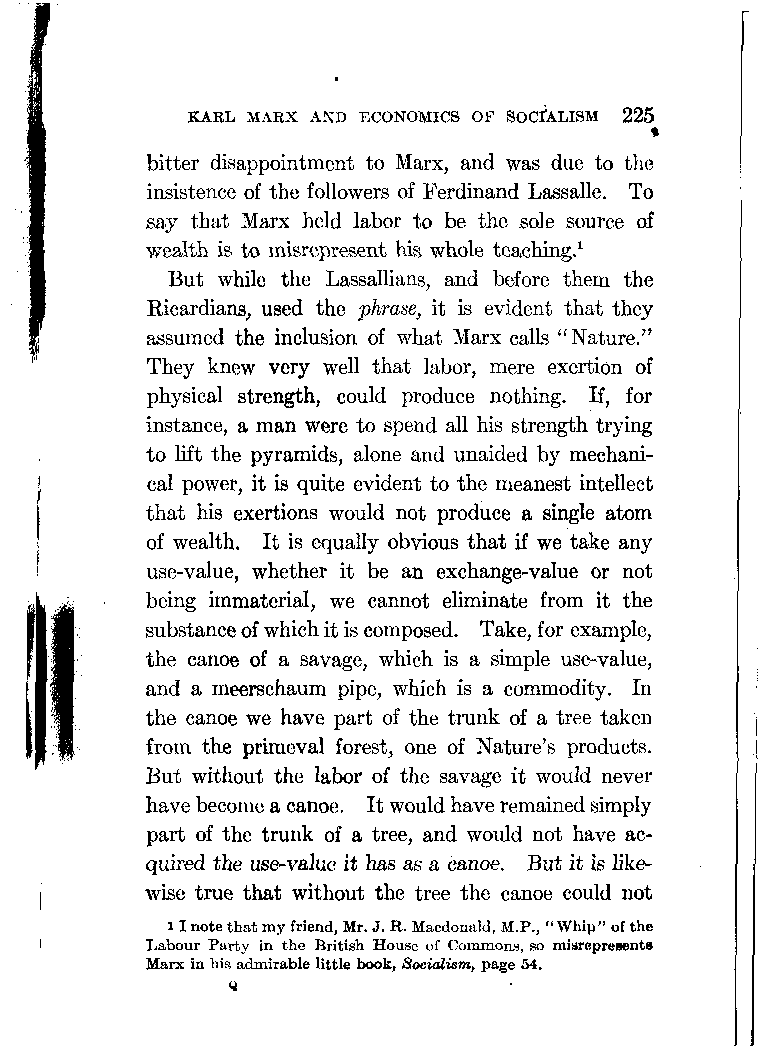 KARL MARX AND ECONOMICS OF SOCIALISM 225
bitter disappointment to Marx, and was due to the
insistence of the followers of Ferdinand Lassalle. To
say that Marx held labor to be the sole source of
wealth is to misrepresent his whole teaching.¹
But while the Lassallians, and before them the
Ricardians, used the phrase, it is evident that they
assumed the inclusion of what Marx calls "Nature."
They knew very well that labor, mere exertion of
physical strength, could produce nothing. If, for
instance, a man were to spend all his strength trying
to lift the pyramids, alone and unaided by mechani-
cal power, it is quite evident to the meanest intellect
that his exertions would not produce a single atom
of wealth. It is equally obvious that if we take any
use-value, whether it be an exchange-value or not
being immaterial, we cannot eliminate from it the
substance of which it is composed. Take, for example,
the canoe of a savage, which is a simple use-value,
and a meerschaum pipe, which is a commodity. In
the canoe we have part of the trunk of a tree taken
from the primeval forest, one of Nature's products.
But without the labor of the savage it would never
have become a canoe. It would have remained simply
part of the trunk of a tree, and would not have ac-
quired the use-value it has as a canoe. But it is like-
wise true that without the tree the canoe could not
¹ I note that my friend, Mr. J. R. Macdonald, M.P., "Whip" of the
Labour Party in the British House of Commons, so misrepresents
Marx in his admirable little book, Socialism, page 54.
Q